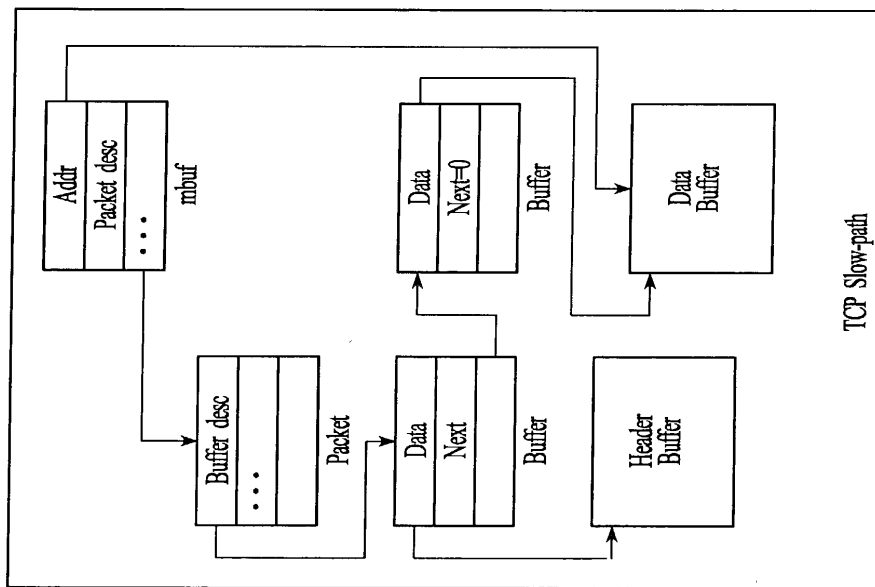 Addr
Packet desc
• • •
mbuf
Buffer desc
• • •
Packet
Data
Next
Buffer
Data
Next=0
Buffer
Header
Buffer
Data
Buffer
TCP Slow-path